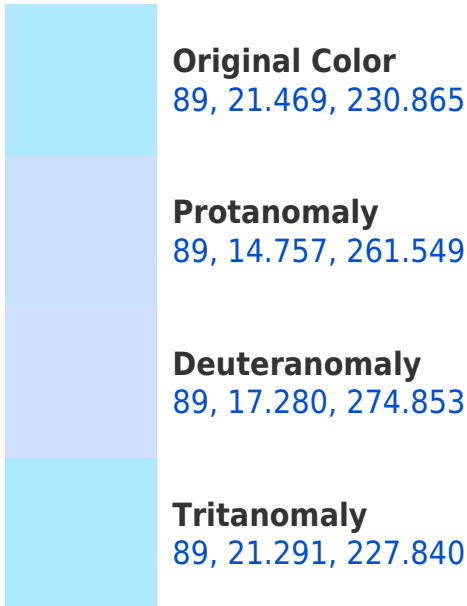 Original Color
89, 21.469, 230.865
Protanomaly
89, 14.757, 261.549
Deuteranomaly
89, 17.280, 274.853
Tritanomaly
89, 21.291, 227.840